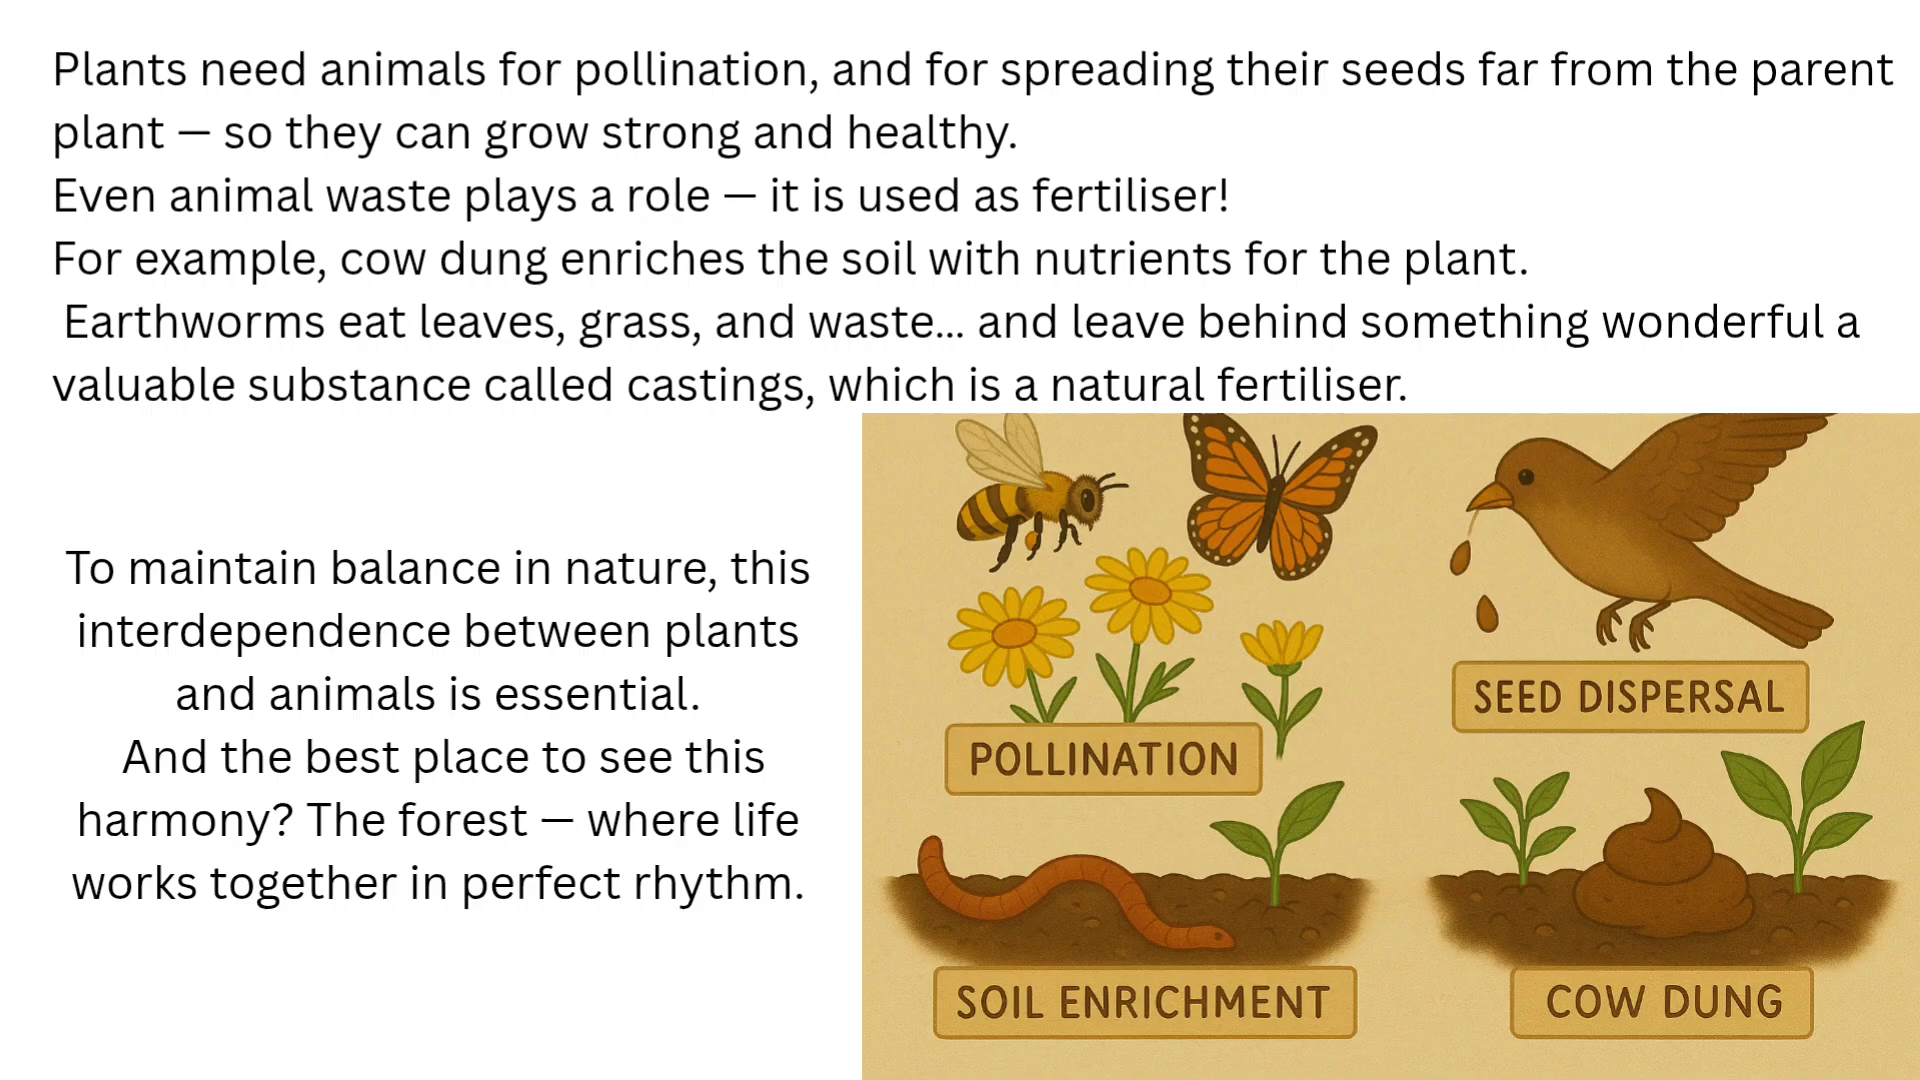 Plants need animals for pollination, and for spreading their seeds far from the parent
plant — so they can grow strong and healthy.
Even animal waste plays a role — it is used as fertiliser!
For example, cow dung enriches the soil with nutrients for the plant.
Earthworms eat leaves, grass, and waste... and leave behind something wonderful a
valuable substance called castings, which is a natural fertiliser.
To maintain balance in nature, this
interdependence between plants
and animals is essential.
And the best place to see this
harmony? The forest — where life
works together in perfect rhythm.
SEED DISPERSAL
POLLINATION
SOIL ENRICHMENT
COW DUNG